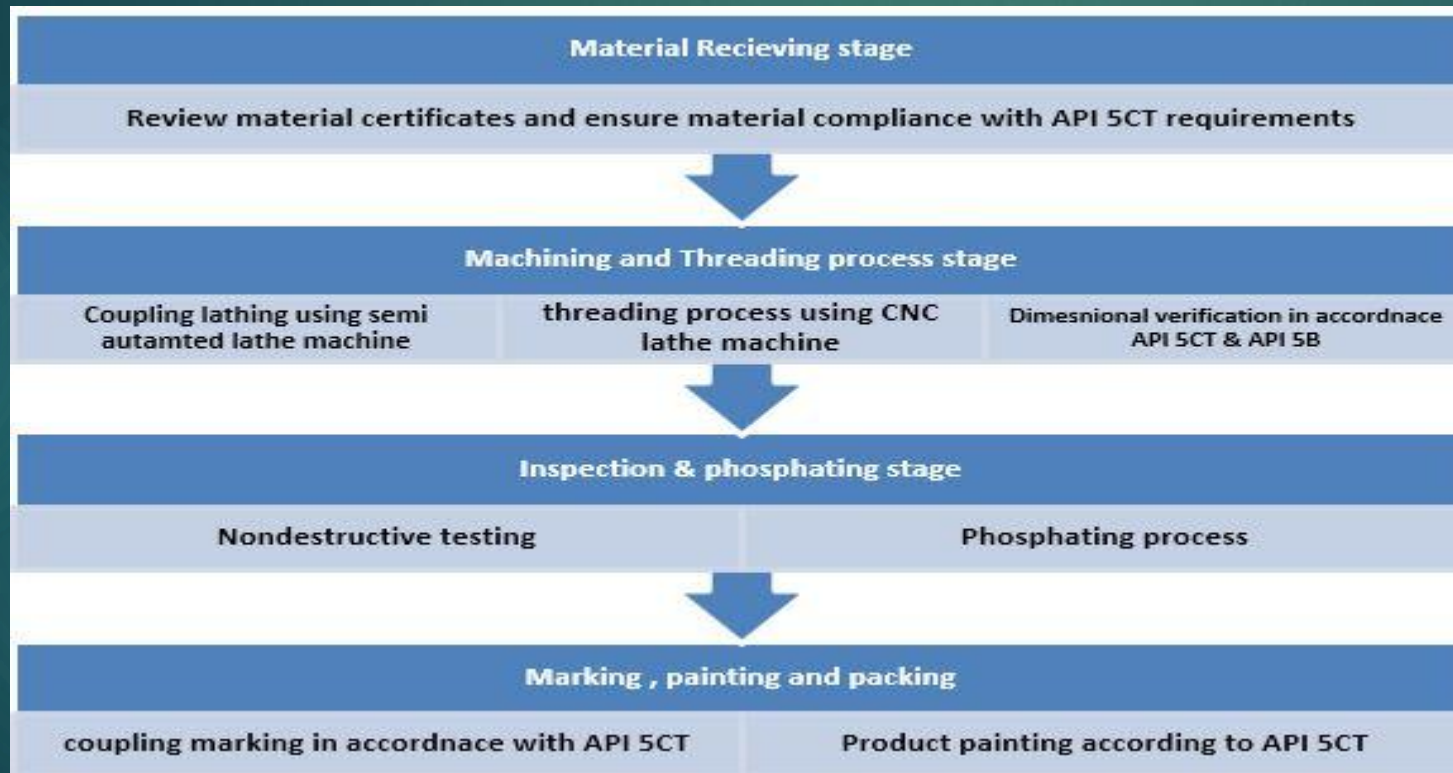 Material Recieving stage
Review material certificates and ensure material compliance with API 5CT requirements
Machining and Threading process stage
Coupling lathing using semi
autamted lathe machine
threading process using CNC
lathe machine
Dimesnional verification in accordnace
API 5CT & API 5B
Inspection & phosphating stage
Nondestructive testing
Phosphating process
Marking , painting and packing
coupling marking in accordnace with API 5CT
Product painting according to API 5CT